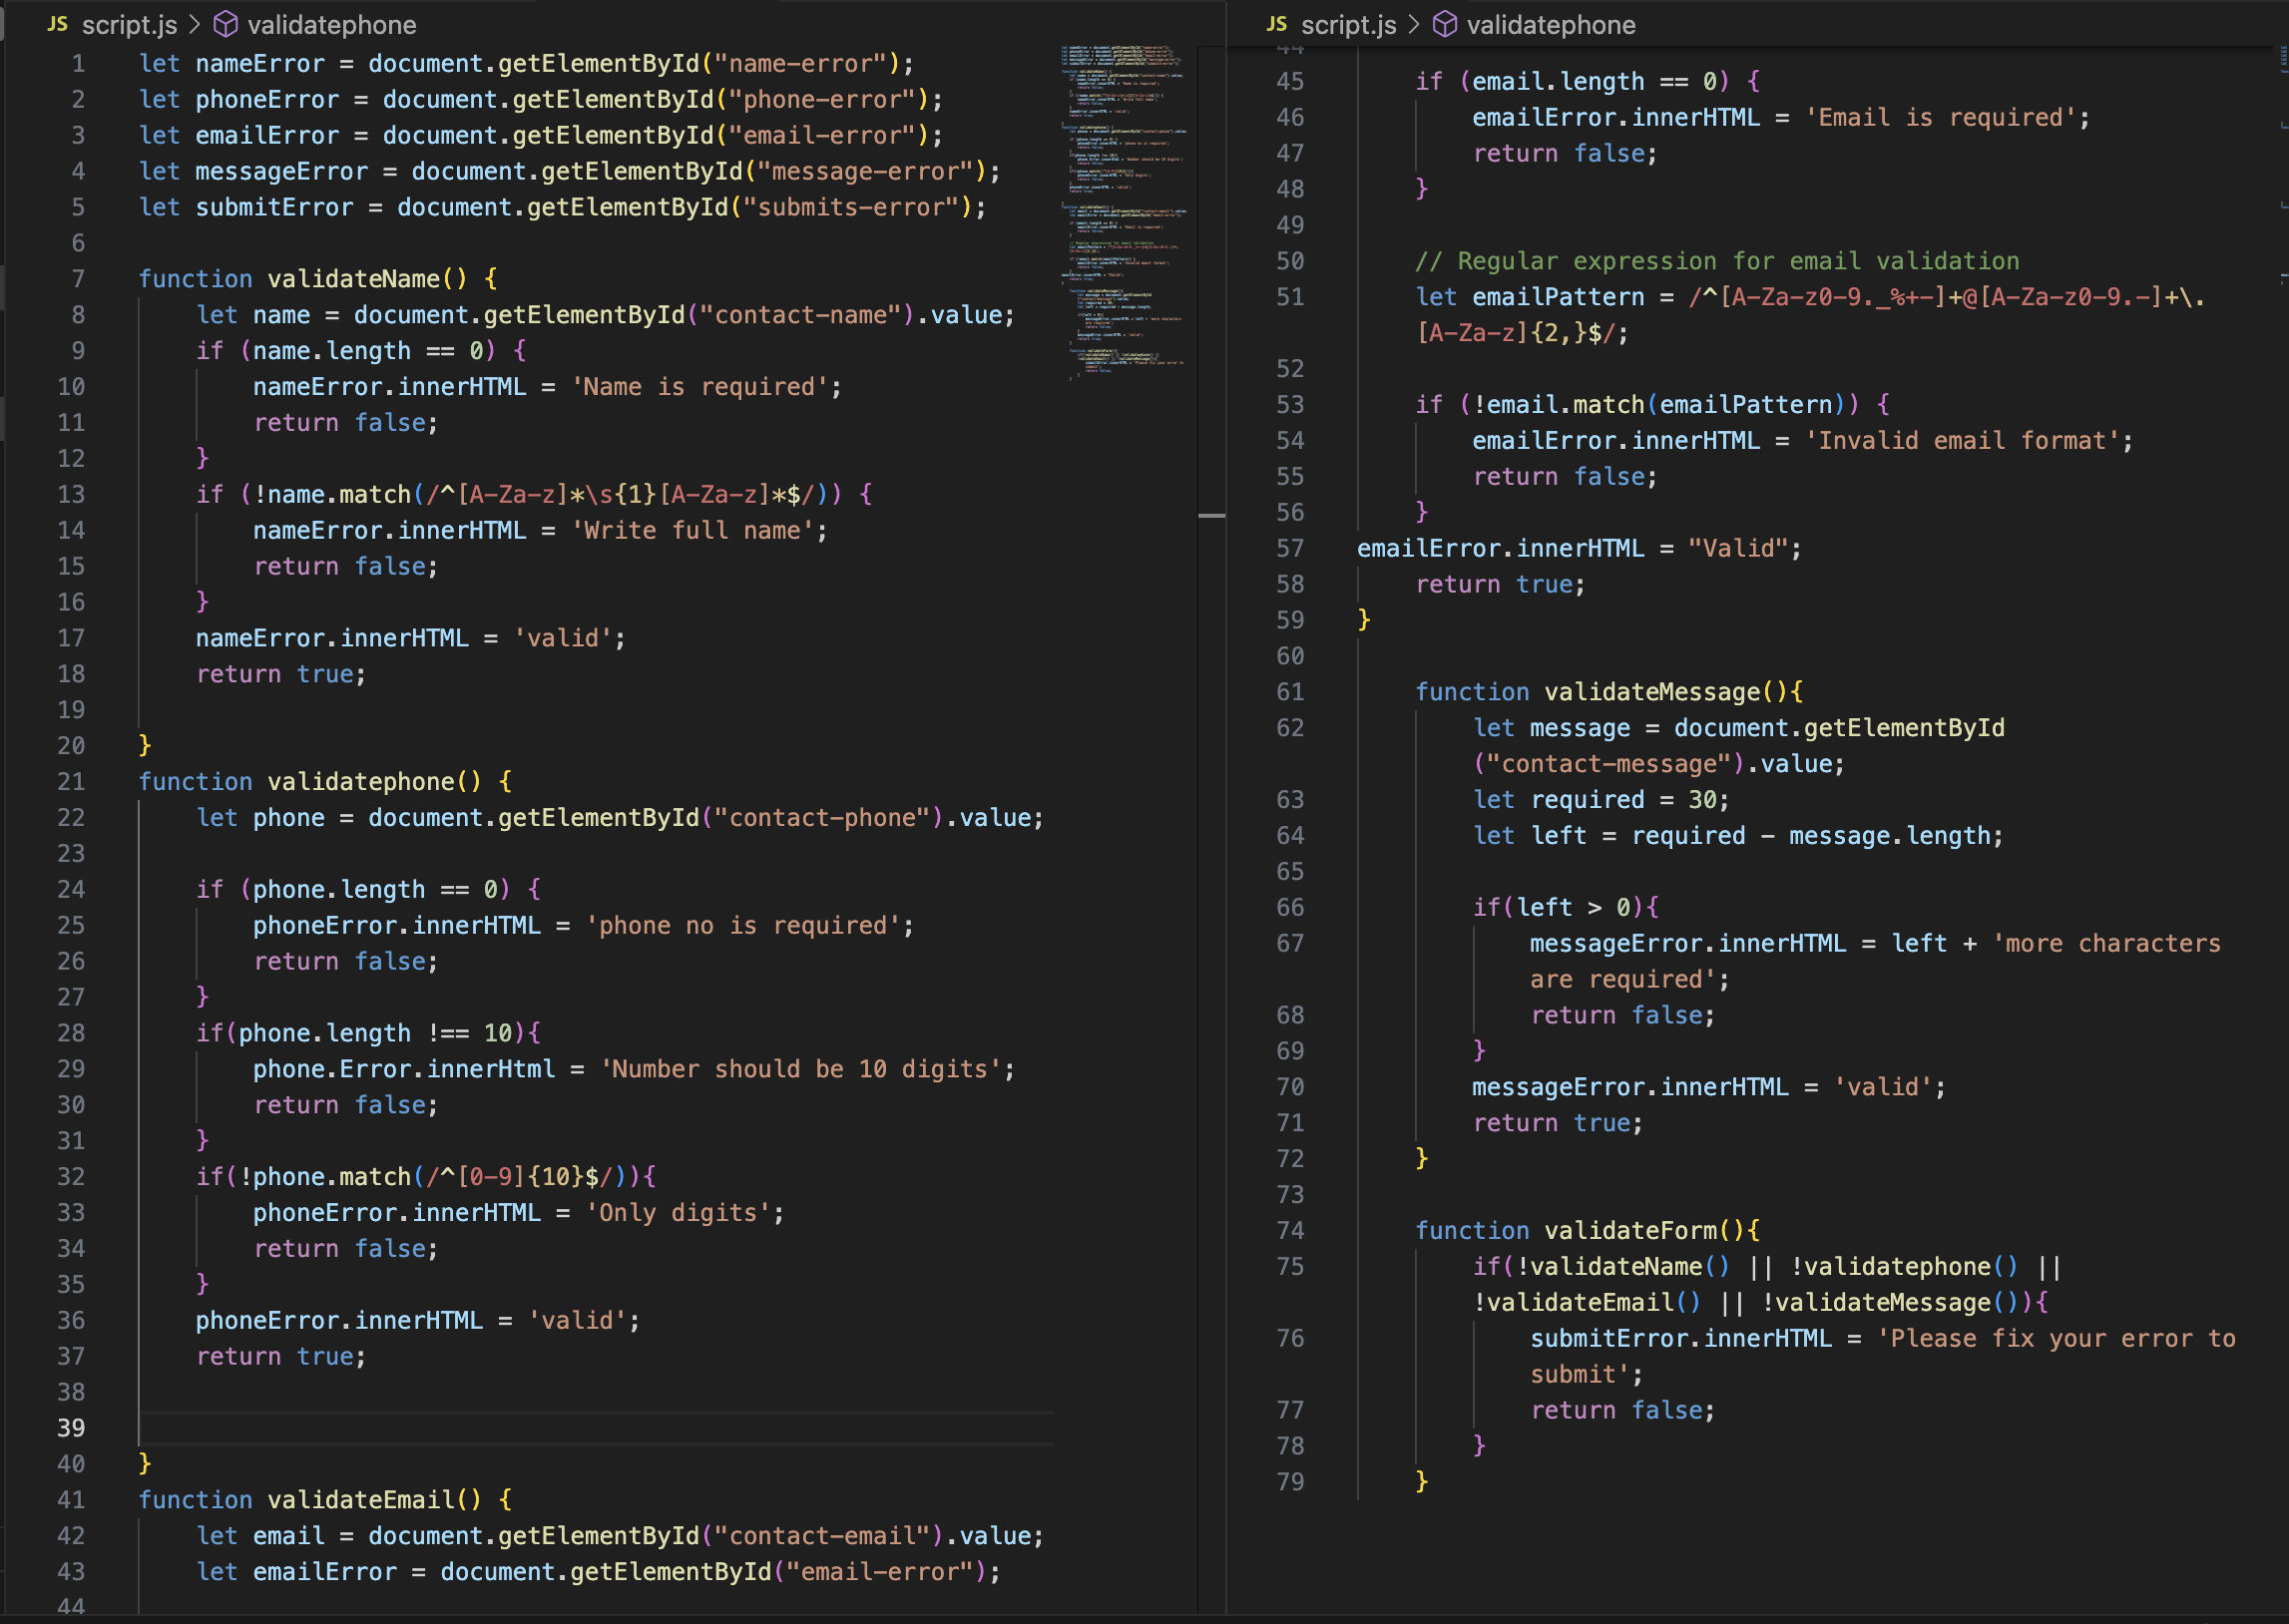 JS script.js > validatephone
1 let nameError = document.getElementById("name-error");
2 let phoneError = document.getElementById("phone-error");
3 let emailError = document.getElementById("email-error");
4 let messageError = document.getElementById("message-error");
5 let submitError = document.getElementById("submits-error");
6
7 function validateName() {
8 let name = document.getElementById("contact-name").value;
9 if (name.length == 0) {
10 nameError.innerHTML = 'Name is required';
11 return false;
12 }
13 if (!name.match(/^[A-Za-z]*\s{1}[A-Za-z]*$/)) {
14 nameError.innerHTML = 'Write full name';
15 return false;
16 }
17 nameError.innerHTML = 'valid';
18 return true;
19
20 }
21 function validatephone() {
22 let phone = document.getElementById("contact-phone").value;
23
24 if (phone.length == 0) {
25 phoneError.innerHTML = 'phone no is required';
26 return false;
27 }
28 if(phone.length !== 10){
29 phone.Error.innerHtml = 'Number should be 10 digits';
30 return false;
31 }
32 if(!phone.match(/^[0-9]{10}$/)){
33 phoneError.innerHTML = 'Only digits';
34 return false;
35 }
36 phoneError.innerHTML = 'valid';
37 return true;
38
39
40 }
41 function validateEmail() {
42 let email = document.getElementById("contact-email").value;
43 let emailError = document.getElementById("email-error");
44
JS script.js > validatephone
44
45 if (email.length == 0) {
46 emailError.innerHTML = 'Email is required';
47 return false;
48 }
49
50 // Regular expression for email validation
51 let emailPattern = /^[A-Za-z0-9._%+-]+@[A-Za-z0-9.-]+\.
[A-Za-z]{2,}$/;
52
53 if (!email.match(emailPattern)) {
54 emailError.innerHTML = 'Invalid email format';
55 return false;
56 }
57 emailError.innerHTML = "Valid";
58 return true;
59 }
60
61 function validateMessage(){
62 let message = document.getElementById
("contact-message").value;
63 let required = 30;
64 let left = required - message.length;
65
66 if(left > 0){
67 messageError.innerHTML = left + 'more characters
are required';
68 return false;
69 }
70 messageError.innerHTML = 'valid';
71 return true;
72 }
73
74 function validateForm(){
75 if(!validateName() || !validatephone() ||
!validateEmail() || !validateMessage()){
76 submitError.innerHTML = 'Please fix your error to
submit';
77 return false;
78 }
79 }